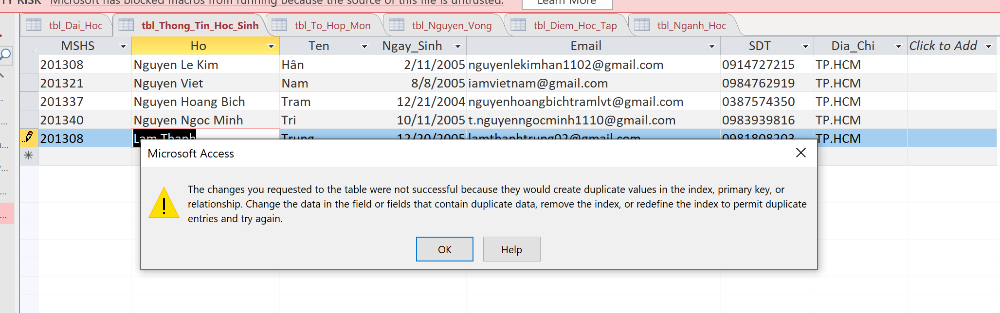 TY RISK Microsoft has blocked macros from running because the source of this file is untrusted. Learn More
tbl_Dai_Hoc tbl_Thong_Tin_Hoc_Sinh tbl_To_Hop_Mon tbl_Nguyen_Vong tbl_Diem_Hoc_Tap tbl_Nganh_Hoc
MSHS Ho Ten Ngay_Sinh Email SDT Dia_Chi Click to Add
201308 Nguyen Le Kim Hân 2/11/2005 nguyenlekimhan1102@gmail.com 0914727215 TP.HCM
201321 Nguyen Viet Nam 8/8/2005 iamvietnam@gmail.com 0984762919 TP.HCM
201337 Nguyen Hoang Bich Tram 12/21/2004 nguyenhoangbichtramlvt@gmail.com 0387574350 TP.HCM
201340 Nguyen Ngoc Minh Tri 10/11/2005 t.nguyenngocminh1110@gmail.com 0983939816 TP.HCM
201308 Lam Thanh Trung 12/20/2005 lamthanhtrung02@gmail.com 0981808203 TP.HCM
Microsoft Access
The changes you requested to the table were not successful because they would create duplicate values in the index, primary key, or
relationship. Change the data in the field or fields that contain duplicate data, remove the index, or redefine the index to permit duplicate
entries and try again.
OK Help